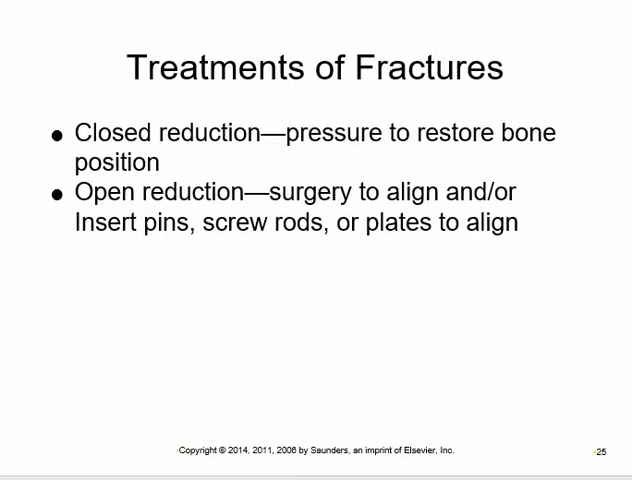 Treatments of Fractures
● Closed reduction—pressure to restore bone
position
● Open reduction—surgery to align and/or
Insert pins, screw rods, or plates to align
Copyright © 2014, 2011, 2006 by Saunders, an imprint of Elsevier, Inc.
25